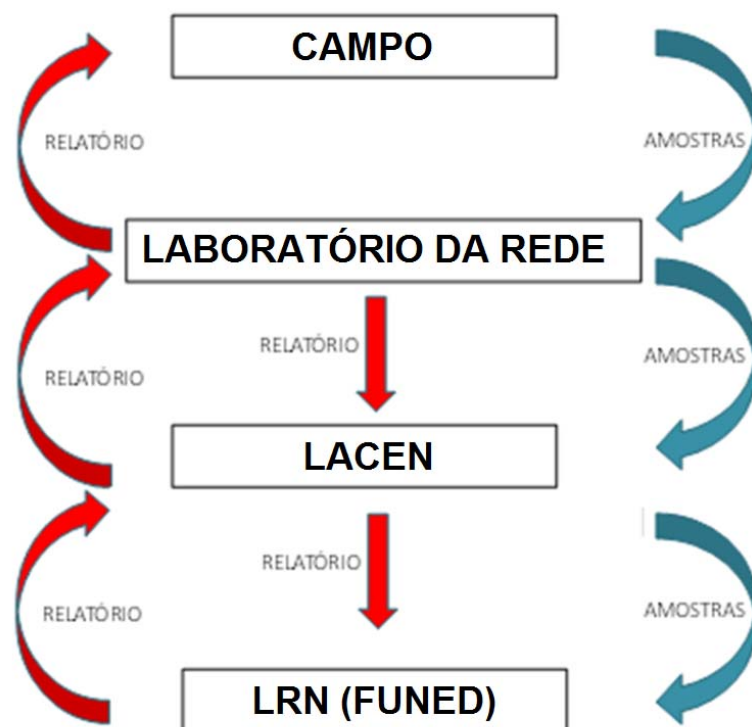 CAMPO
RELATÓRIO
AMOSTRAS
LABORATÓRIO DA REDE
RELATÓRIO
RELATÓRIO
AMOSTRAS
LACEN
RELATÓRIO
RELATÓRIO
AMOSTRAS
LRN (FUNED)